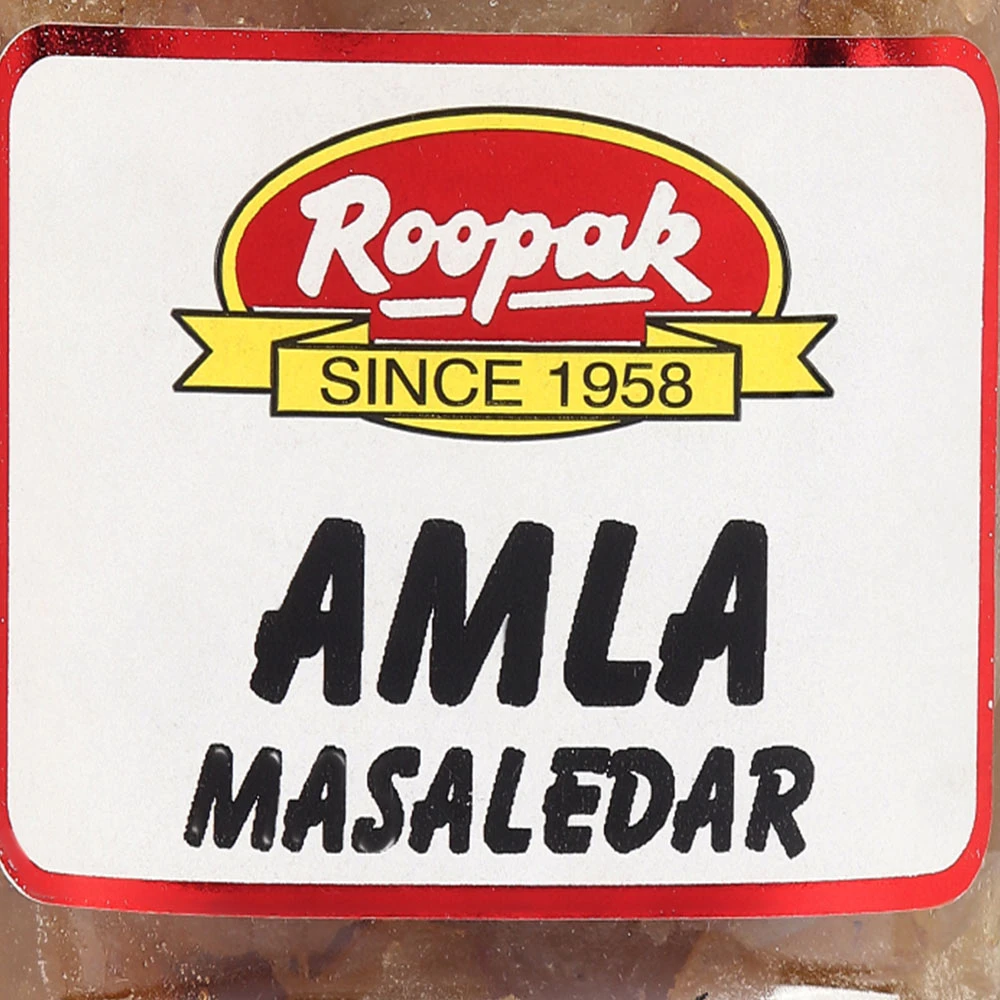 Roopak
SINCE 1958
AMLA
MASALEDAR